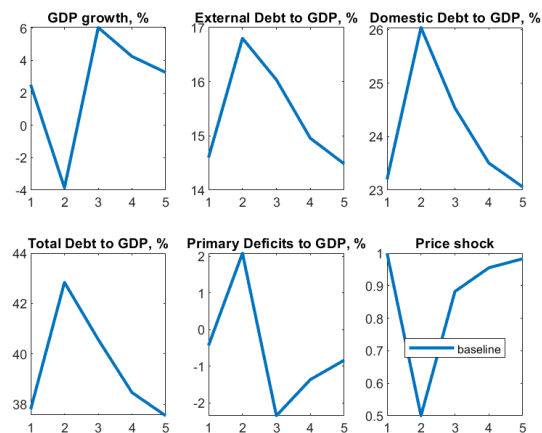 GDP growth, %
6
4
2
0
-2
-4
1 2 3 4 5
External Debt to GDP, %
17
16
15
14
1 2 3 4 5
Domestic Debt to GDP, %
26
25
24
23
1 2 3 4 5
Total Debt to GDP, %
44
42
40
38
1 2 3 4 5
Primary Deficits to GDP, %
2
1
0
-1
-2
1 2 3 4 5
Price shock
1
0.9
0.8
0.7
0.6
0.5
baseline
1 2 3 4 5